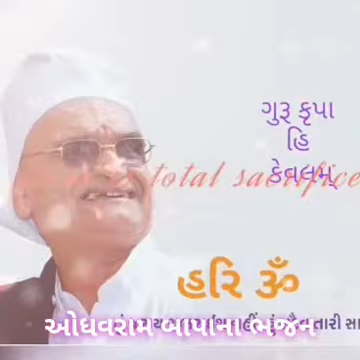 ગુરૂ કૃપા
હિ
કેવલમ્
total sacrifice
હરિ ૐ
ઓધવરામ બાપાના ભજન